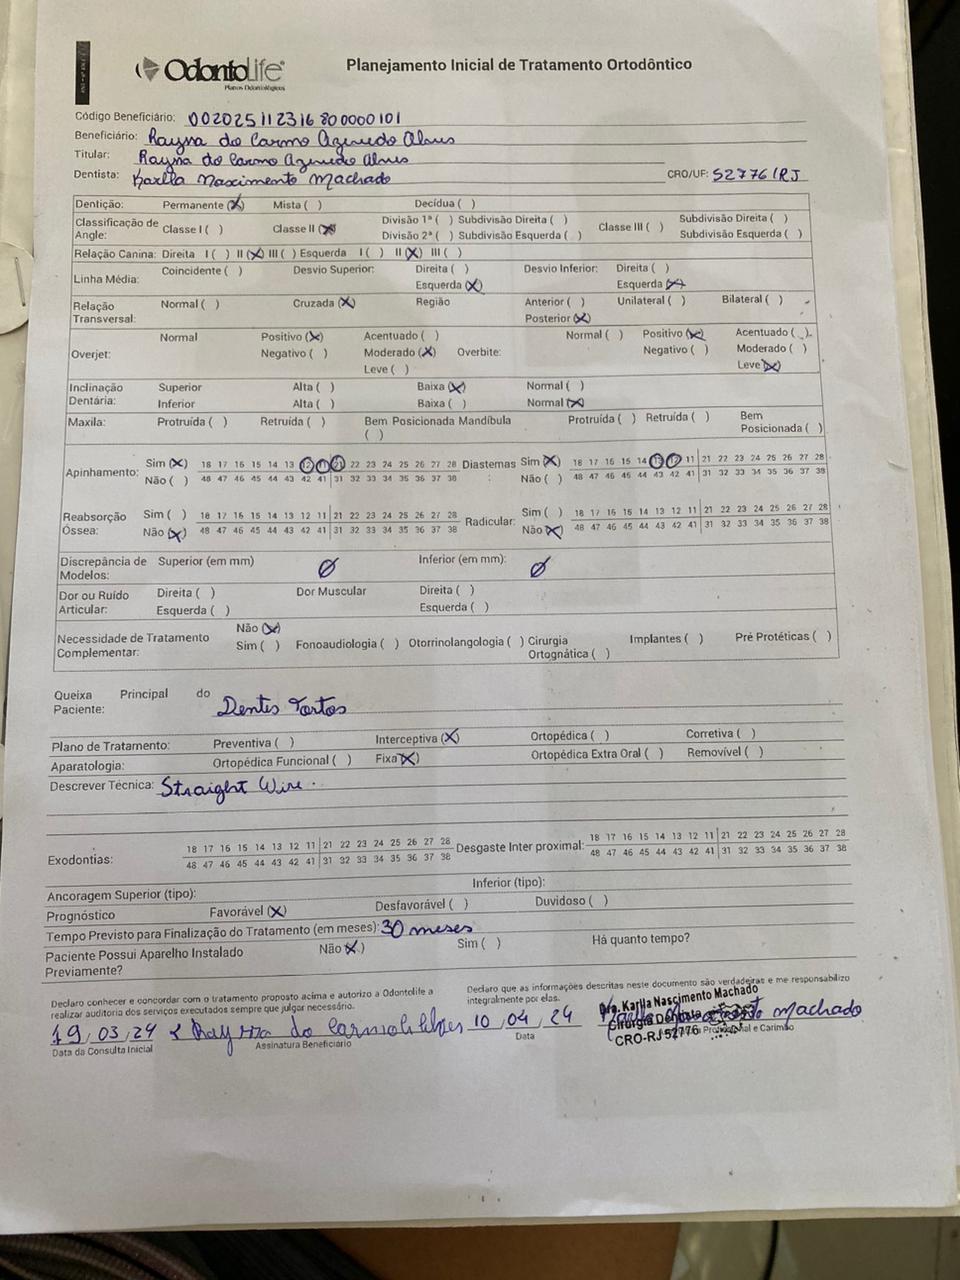 OdontoLife
Planos Odontológicos
Planejamento Inicial de Tratamento Ortodôntico
Código Beneficiário: 00202511231680000101
Beneficiário: Rayra do Carmo Azevedo Alves
Titular: Rayra do Carmo Azevedo Alves
Dentista: Karlla Nascimento Machado CRO/UF: 52776/RJ
Dentição: Permanente (X) Mista ( ) Decídua ( )
Classificação de Angle: Classe I ( ) Classe II (X) Divisão 1ª ( ) Subdivisão Direita ( ) Classe III ( ) Subdivisão Direita ( )
Divisão 2ª ( ) Subdivisão Esquerda ( ) Subdivisão Esquerda ( )
Relação Canina: Direita I ( ) II (X) III ( ) Esquerda I ( ) II (X) III ( )
Linha Média: Coincidente ( ) Desvio Superior: Direita ( ) Desvio Inferior: Direita ( )
Esquerda (X) Esquerda (X)
Relação Transversal: Normal ( ) Cruzada (X) Região Anterior ( ) Unilateral ( ) Bilateral ( )
Posterior (X)
Overjet: Normal Positivo (X) Acentuado ( ) Overbite: Normal ( ) Positivo (X) Acentuado ( )
Negativo ( ) Moderado (X) Negativo ( ) Moderado ( )
Leve ( ) Leve (X)
Inclinação Dentária: Superior Alta ( ) Baixa (X) Normal ( )
Inferior Alta ( ) Baixa ( ) Normal (X)
Maxila: Protruída ( ) Retruída ( ) Bem Posicionada ( ) Mandíbula Protruída ( ) Retruída ( ) Bem Posicionada ( )
Apinhamento: Sim (X) 18 17 16 15 14 13 12 11 21 22 23 24 25 26 27 28 Diastemas Sim (X) 18 17 16 15 14 13 12 11 21 22 23 24 25 26 27 28
Não ( ) 48 47 46 45 44 43 42 41 31 32 33 34 35 36 37 38 Não ( ) 48 47 46 45 44 43 42 41 31 32 33 34 35 36 37 38
Reabsorção Óssea: Sim ( ) 18 17 16 15 14 13 12 11 21 22 23 24 25 26 27 28 Radicular: Sim ( ) 18 17 16 15 14 13 12 11 21 22 23 24 25 26 27 28
Não (X) 48 47 46 45 44 43 42 41 31 32 33 34 35 36 37 38 Não (X) 48 47 46 45 44 43 42 41 31 32 33 34 35 36 37 38
Discrepância de Modelos: Superior (em mm) Ø Inferior (em mm): Ø
Dor ou Ruído Articular: Direita ( ) Dor Muscular Direita ( )
Esquerda ( ) Esquerda ( )
Necessidade de Tratamento Complementar: Não (X)
Sim ( ) Fonoaudiologia ( ) Otorrinolangologia ( ) Cirurgia Ortognática ( ) Implantes ( ) Pré Protéticas ( )
Queixa Principal do Paciente: Dentes Tortos
Plano de Tratamento: Preventiva ( ) Interceptiva (X) Ortopédica ( ) Corretiva ( )
Aparatologia: Ortopédica Funcional ( ) Fixa (X) Ortopédica Extra Oral ( ) Removível ( )
Descrever Técnica: Straight Wire.
Exodontias: 18 17 16 15 14 13 12 11 21 22 23 24 25 26 27 28 Desgaste Inter proximal: 18 17 16 15 14 13 12 11 21 22 23 24 25 26 27 28
48 47 46 45 44 43 42 41 31 32 33 34 35 36 37 38 48 47 46 45 44 43 42 41 31 32 33 34 35 36 37 38
Ancoragem Superior (tipo): Inferior (tipo):
Prognóstico Favorável (X) Desfavorável ( ) Duvidoso ( )
Tempo Previsto para Finalização do Tratamento (em meses): 30 meses
Paciente Possui Aparelho Instalado Previamente? Não (X) Sim ( ) Há quanto tempo?
Declaro conhecer e concordar com o tratamento proposto acima e autorizo a Odontolife a
realizar auditoria dos serviços executados sempre que julgar necessário.
Declaro que as informações descritas neste documento são verdadeiras e me responsabilizo
integralmente por elas.
19/03/24 Rayra do Carmo 10/04/24 Machado
Data da Consulta Inicial Assinatura Beneficiário Data
Dra. Karlla Nascimento Machado
Cirurgiã Dentista
CRO-RJ 52776